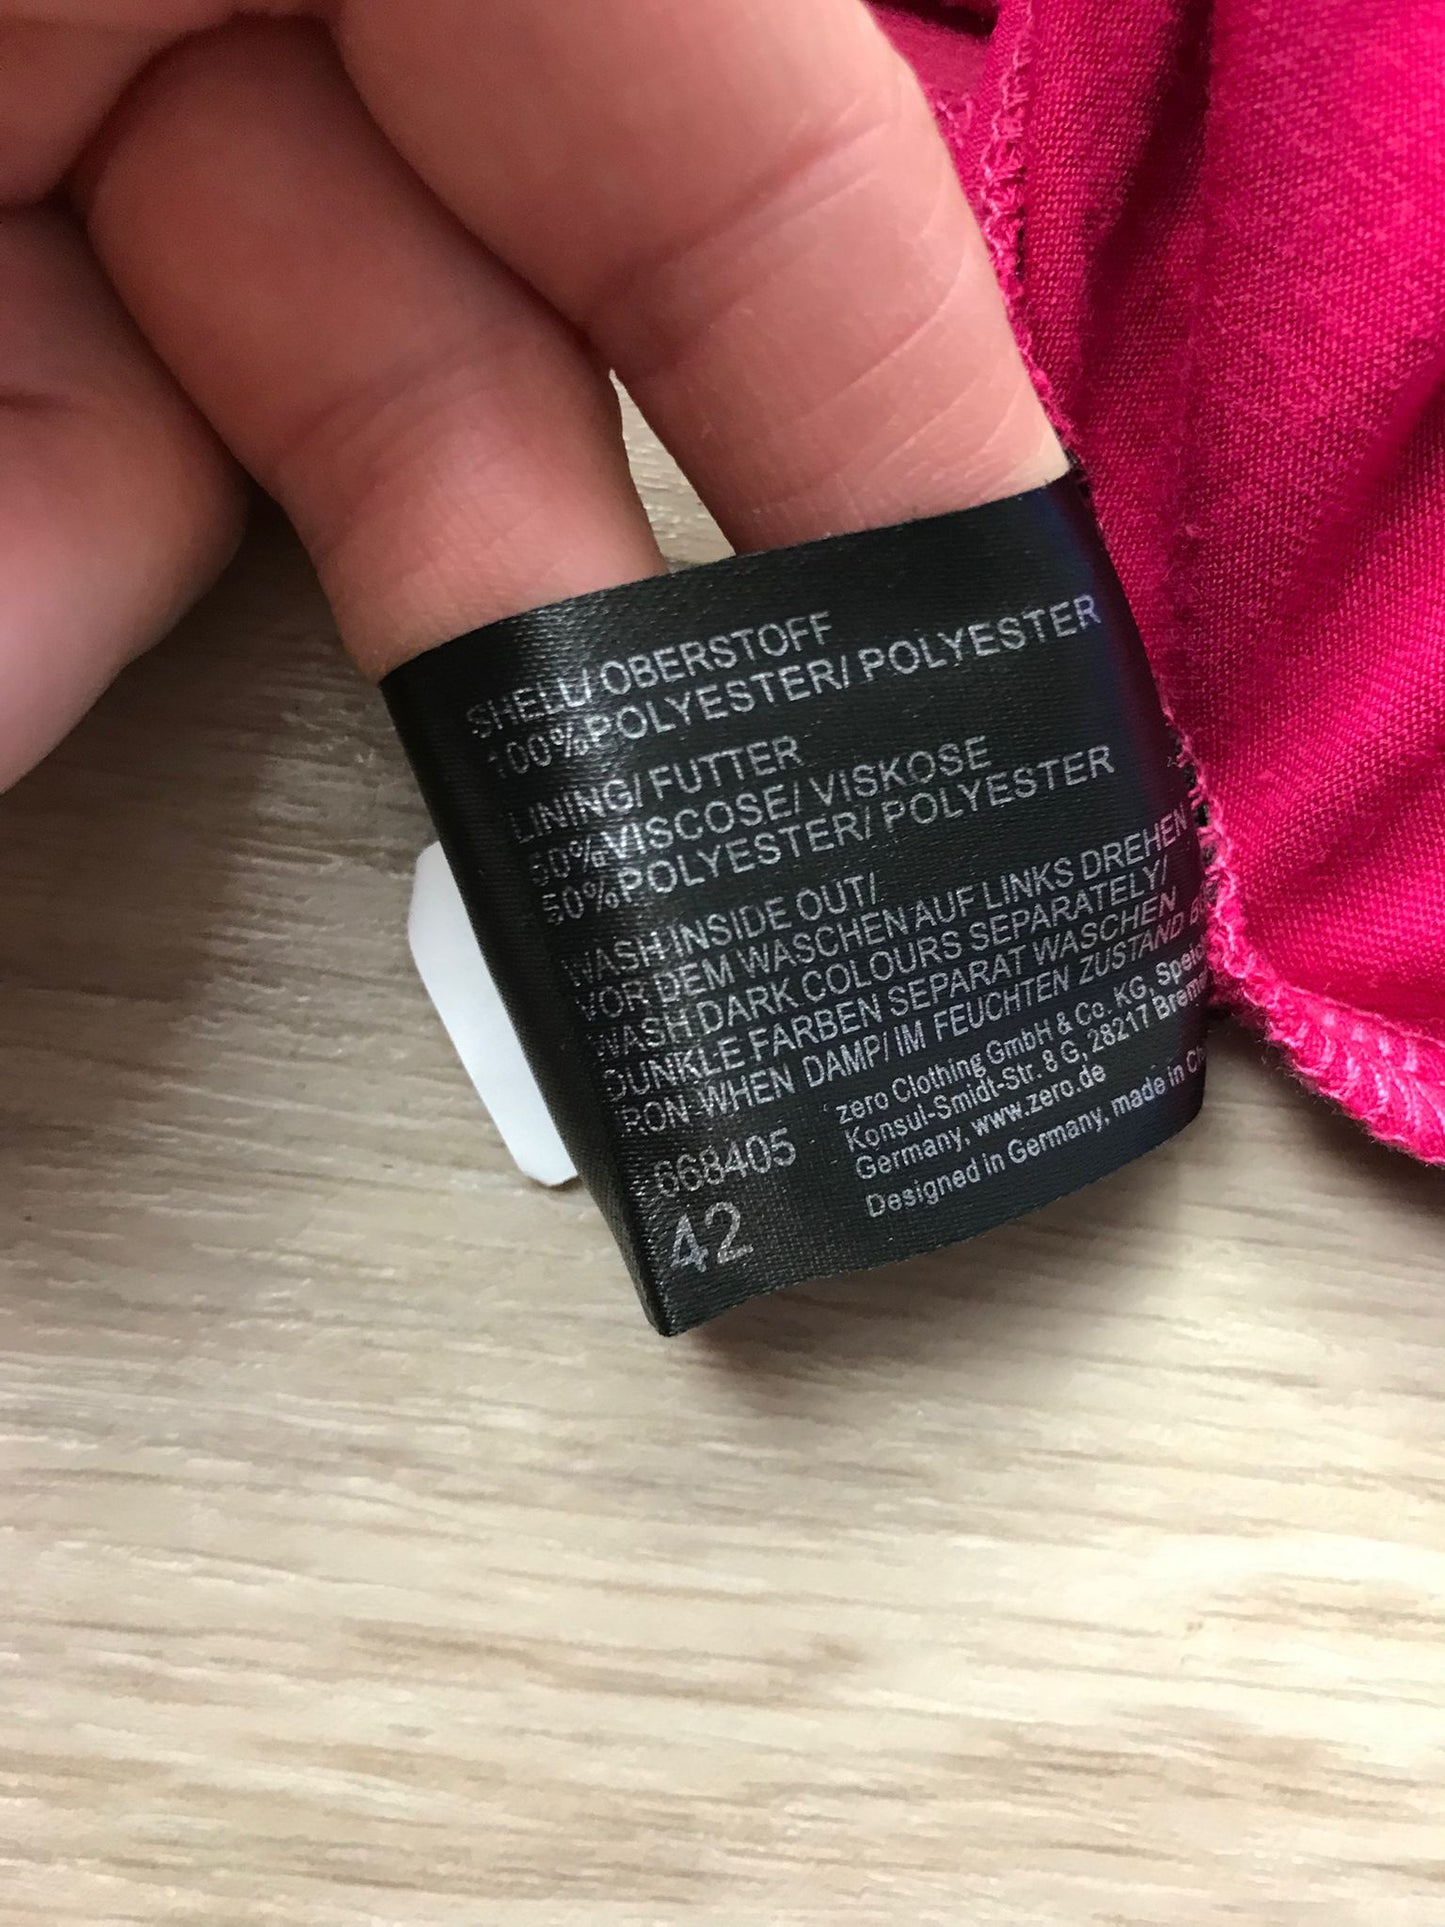 SHELL/ OBERSTOFF
100%POLYESTER/ POLYESTER
LINING/ FUTTER
50%VISCOSE/ VISKOSE
50%POLYESTER/ POLYESTER
WASH INSIDE OUT/
VOR DEM WASCHEN AUF LINKS DREHEN
WASH DARK COLOURS SEPARATELY/
DUNKLE FARBEN SEPARAT WASCHEN
IRON WHEN DAMP/ IM FEUCHTEN ZUSTAND
668405
42
zero Clothing GmbH & Co. KG,
Konsul-Smidt-Str. 8 G, 28217
Germany, www.zero.de
Designed in Germany, made in